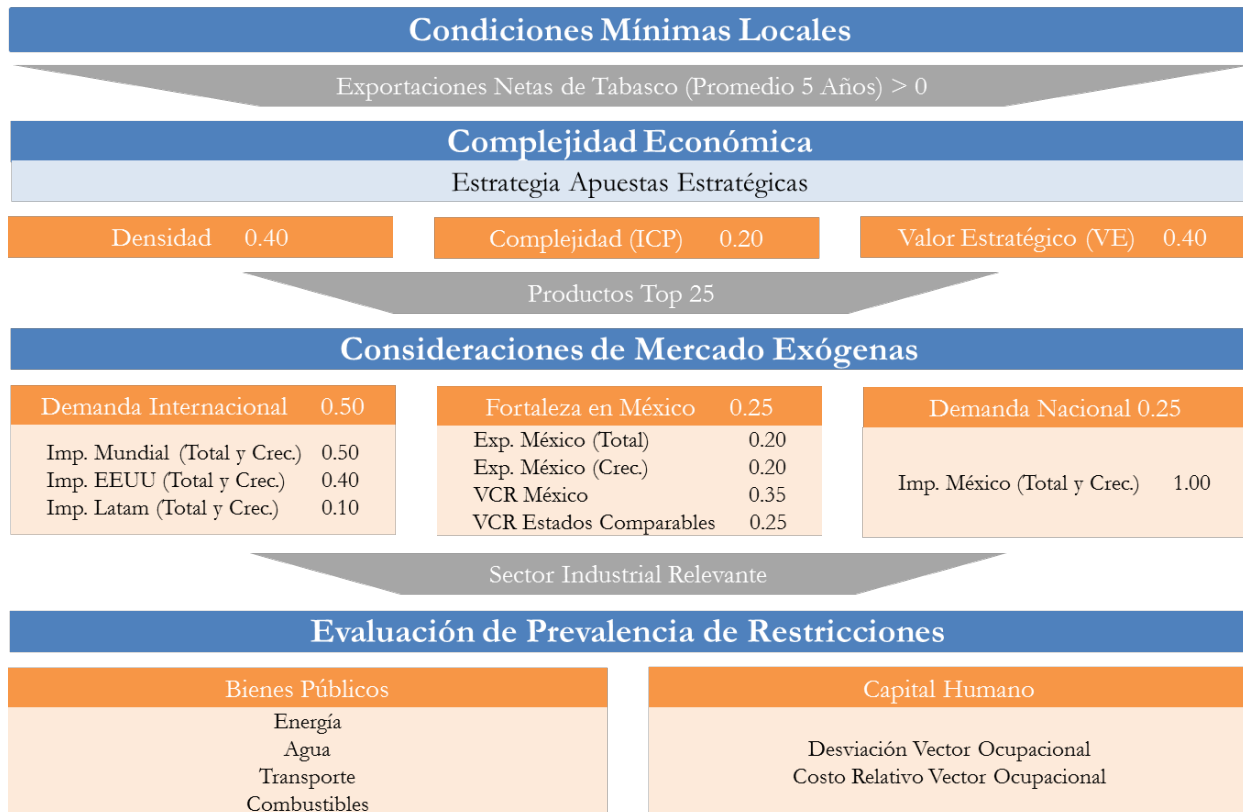 Condiciones Mínimas Locales
Exportaciones Netas de Tabasco (Promedio 5 Años) > 0
Complejidad Económica
Estrategia Apuestas Estratégicas
Densidad 0.40
Complejidad (ICP) 0.20
Valor Estratégico (VE) 0.40
Productos Top 25
Consideraciones de Mercado Exógenas
Demanda Internacional 0.50
Imp. Mundial (Total y Crec.) 0.50
Imp. EEUU (Total y Crec.) 0.40
Imp. Latam (Total y Crec.) 0.10
Fortaleza en México 0.25
Exp. México (Total) 0.20
Exp. México (Crec.) 0.20
VCR México 0.35
VCR Estados Comparables 0.25
Demanda Nacional 0.25
Imp. México (Total y Crec.) 1.00
Sector Industrial Relevante
Evaluación de Prevalencia de Restricciones
Bienes Públicos
Energía
Agua
Transporte
Combustibles
Capital Humano
Desviación Vector Ocupacional
Costo Relativo Vector Ocupacional